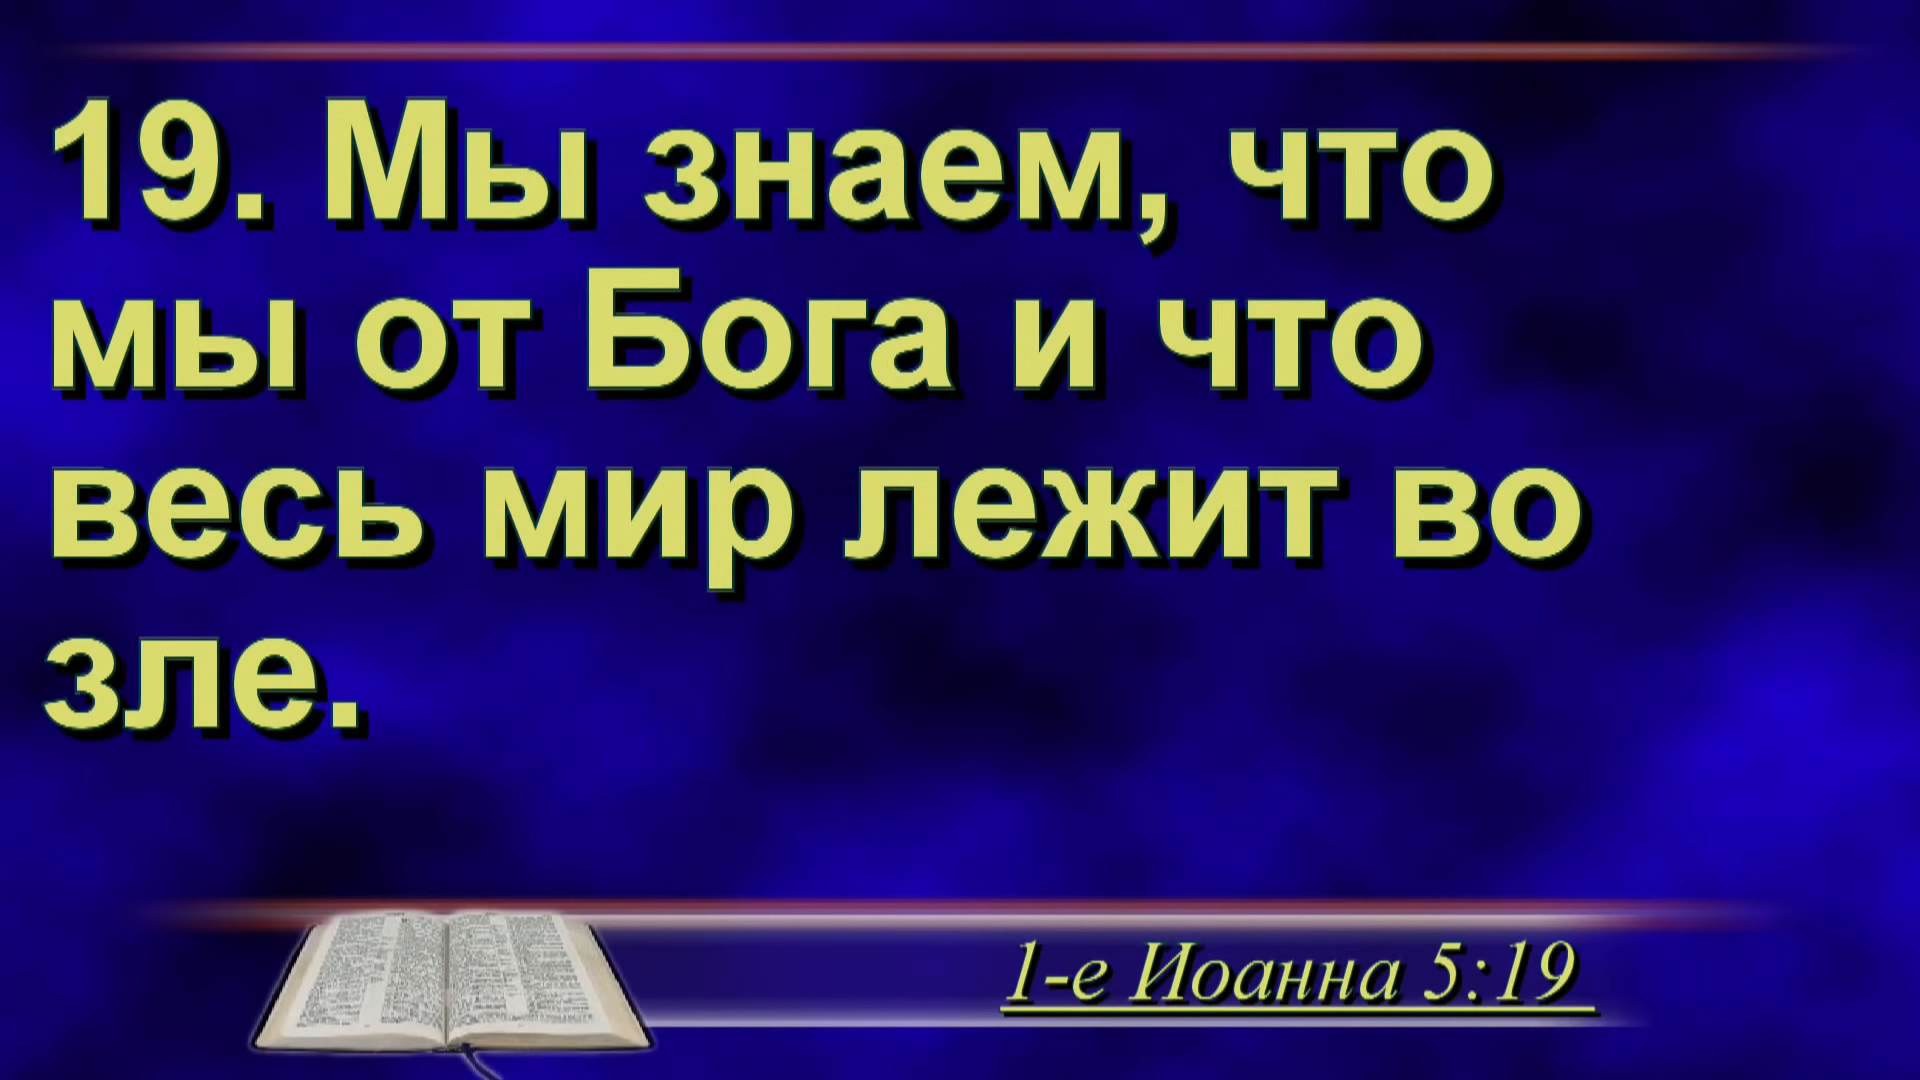 19. Мы знаем, что
мы от Бога и что
весь мир лежит во
зле.
1-е Иоанна 5:19